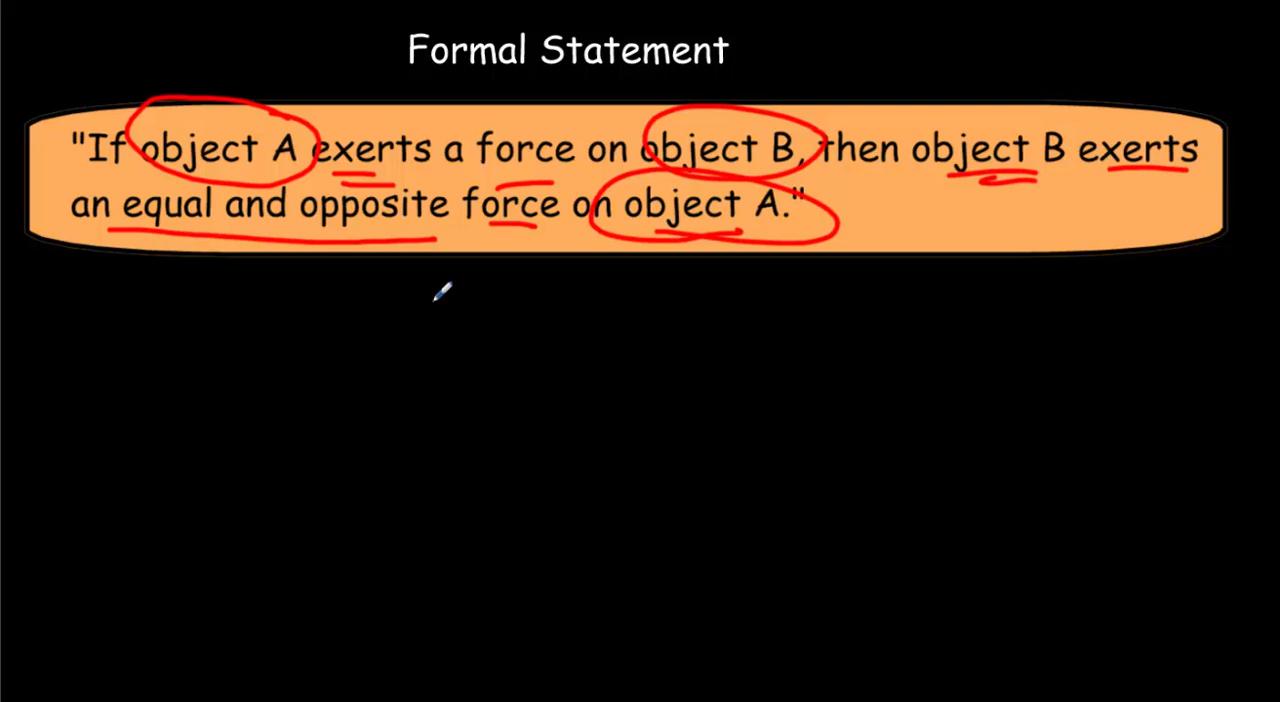 Formal Statement
"If object A exerts a force on object B, then object B exerts
an equal and opposite force on object A."